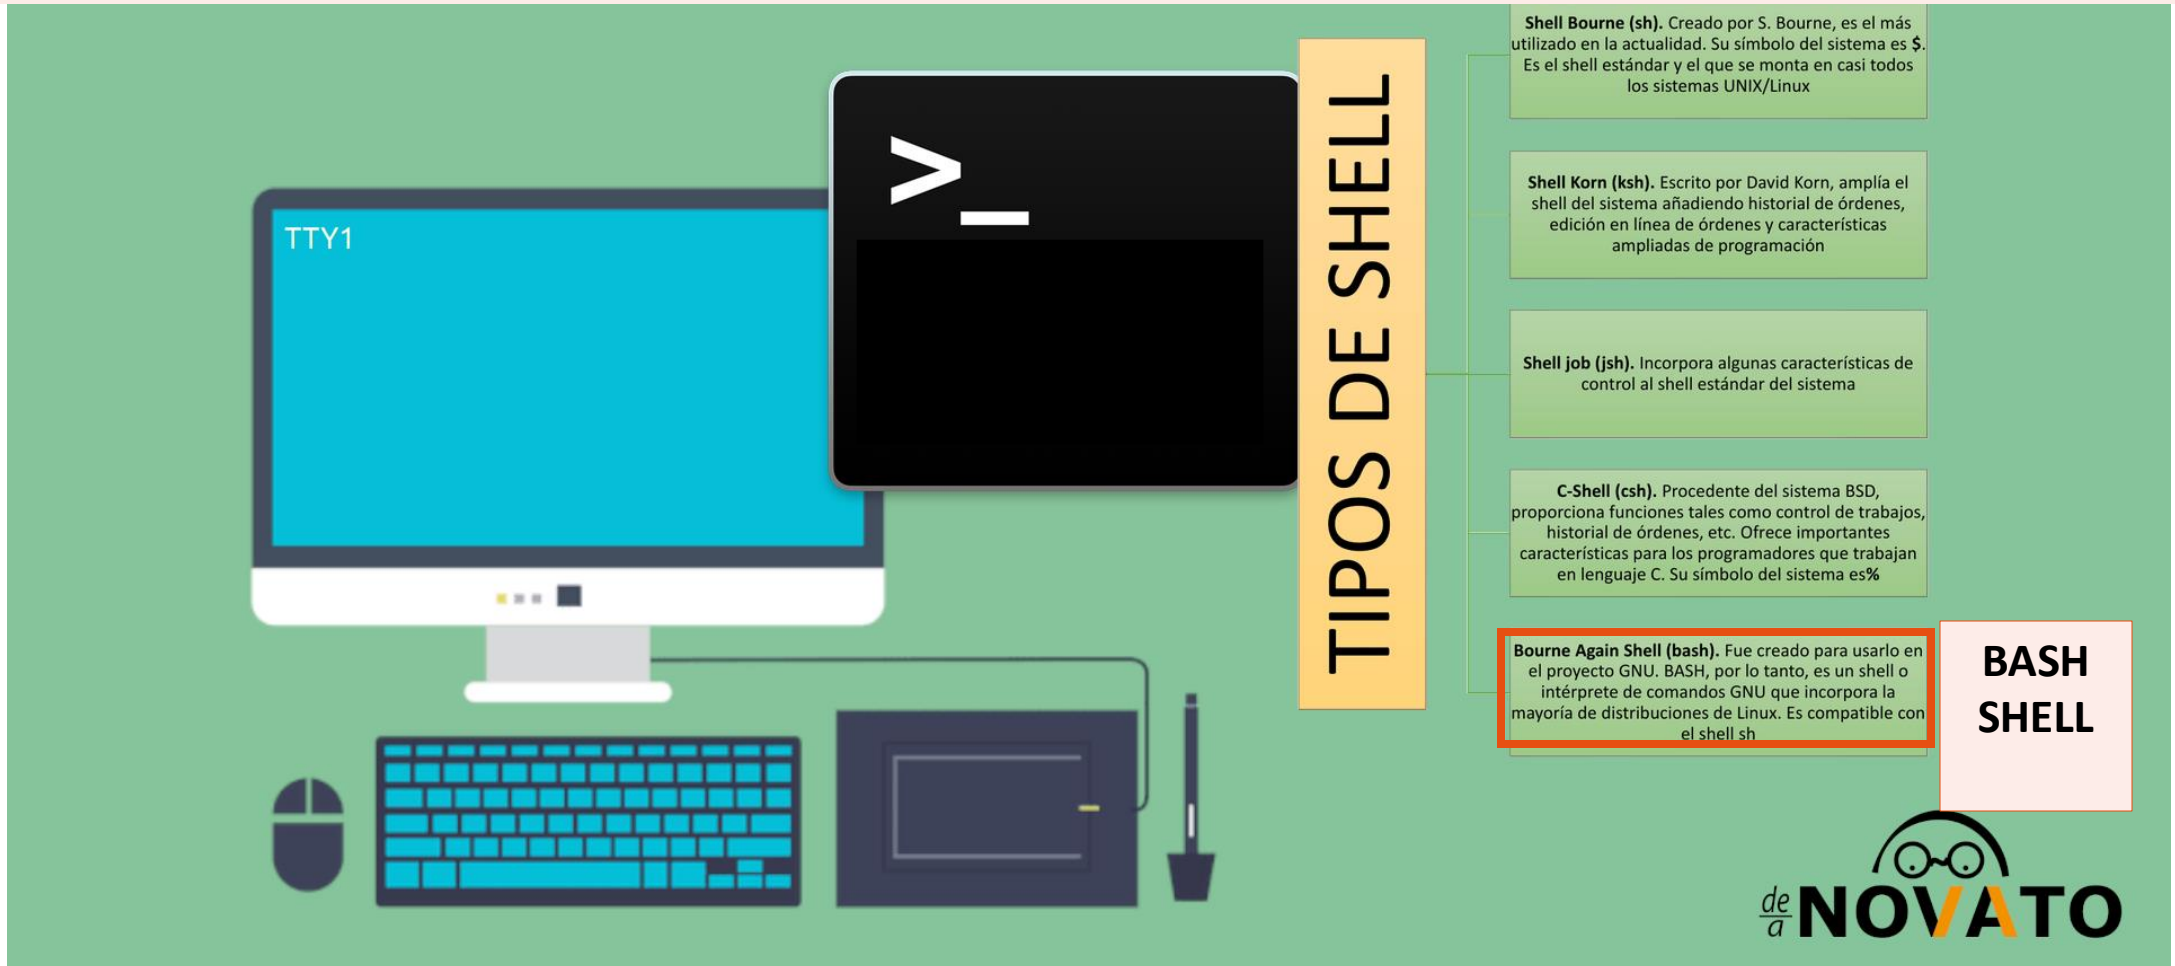 TTY1
>_
TIPOS DE SHELL
Shell Bourne (sh). Creado por S. Bourne, es el más
utilizado en la actualidad. Su símbolo del sistema es $.
Es el shell estándar y el que se monta en casi todos
los sistemas UNIX/Linux
Shell Korn (ksh). Escrito por David Korn, amplía el
shell del sistema añadiendo historial de órdenes,
edición en línea de órdenes y características
ampliadas de programación
Shell job (jsh). Incorpora algunas características de
control al shell estándar del sistema
C-Shell (csh). Procedente del sistema BSD,
proporciona funciones tales como control de trabajos,
historial de órdenes, etc. Ofrece importantes
características para los programadores que trabajan
en lenguaje C. Su símbolo del sistema es%
Bourne Again Shell (bash). Fue creado para usarlo en
el proyecto GNU. BASH, por lo tanto, es un shell o
intérprete de comandos GNU que incorpora la
mayoría de distribuciones de Linux. Es compatible con
el shell sh
BASH
SHELL
de
a NOVATO